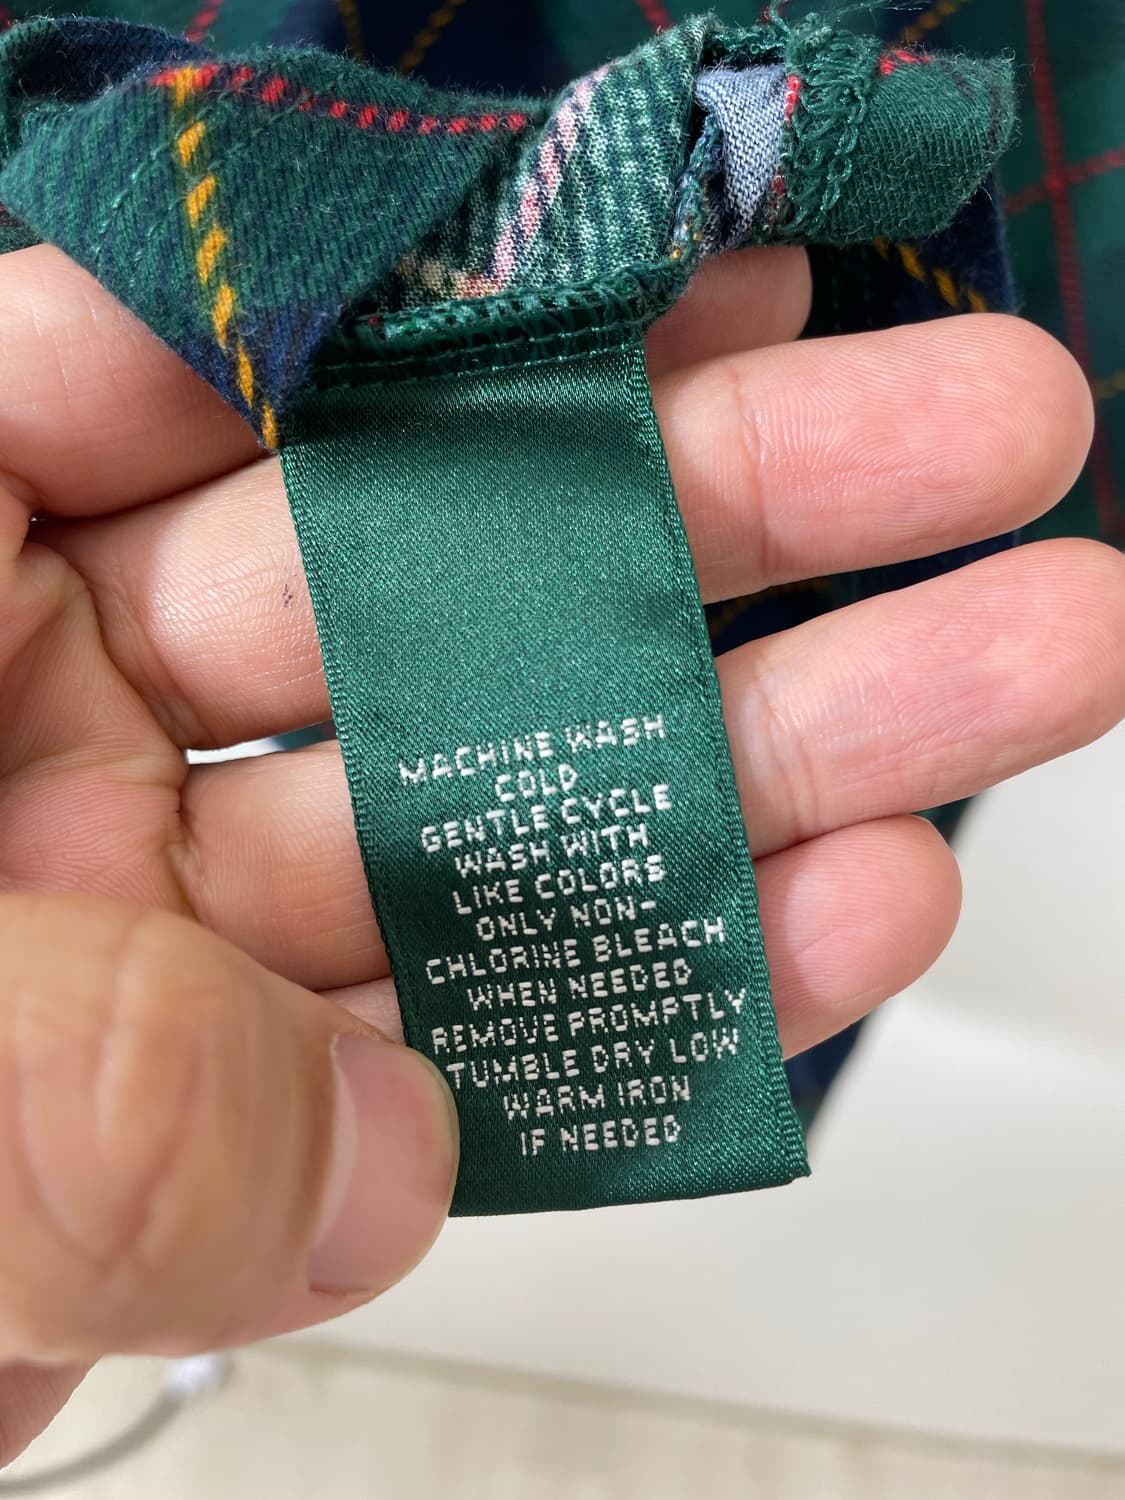 MACHINE WASH
COLD
GENTLE CYCLE
WASH WITH
LIKE COLORS
ONLY NON-
CHLORINE BLEACH
WHEN NEEDED
REMOVE PROMPTLY
TUMBLE DRY LOW
WARM IRON
IF NEEDED